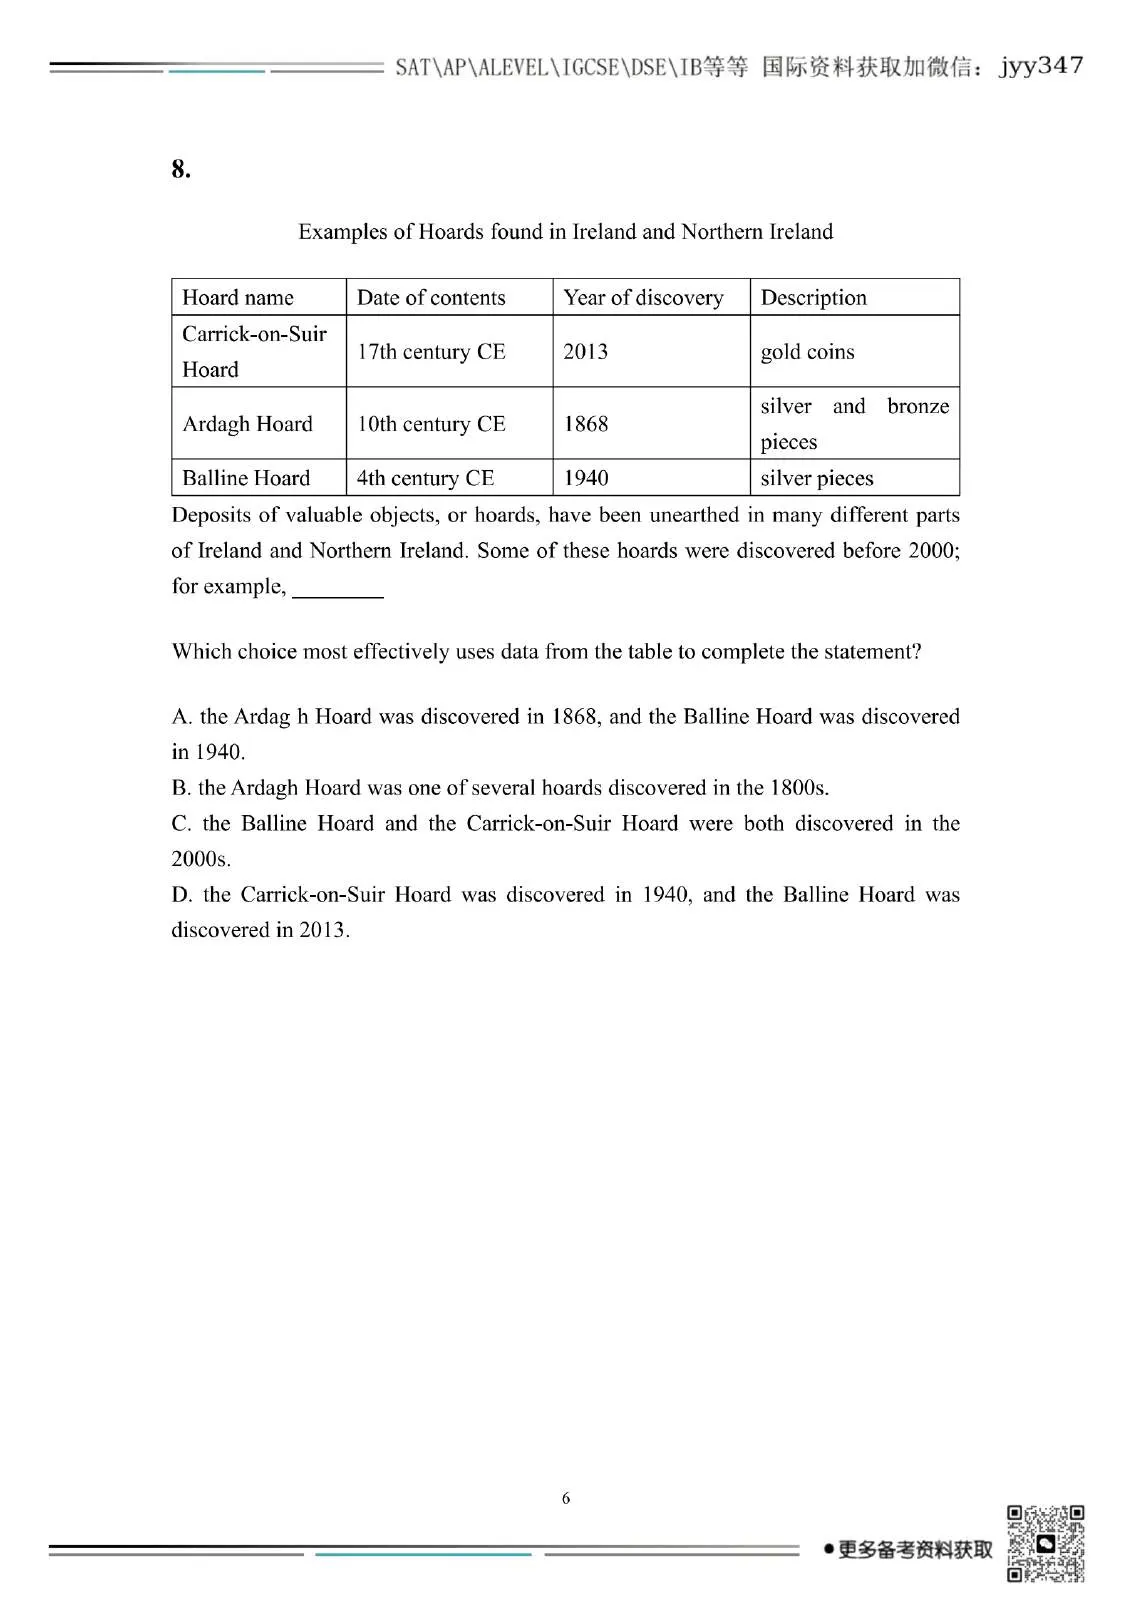 SAT\AP\ALEVEL\IGCSE\DSE\IB等等 国际资料获取加微信: jyy347
8.
Examples of Hoards found in Ireland and Northern Ireland
Hoard name Date of contents Year of discovery Description
Carrick-on-Suir Hoard 17th century CE 2013 gold coins
Ardagh Hoard 10th century CE 1868 silver and bronze pieces
Balline Hoard 4th century CE 1940 silver pieces
Deposits of valuable objects, or hoards, have been unearthed in many different parts
of Ireland and Northern Ireland. Some of these hoards were discovered before 2000;
for example, ________
Which choice most effectively uses data from the table to complete the statement?
A. the Ardag h Hoard was discovered in 1868, and the Balline Hoard was discovered
in 1940.
B. the Ardagh Hoard was one of several hoards discovered in the 1800s.
C. the Balline Hoard and the Carrick-on-Suir Hoard were both discovered in the
2000s.
D. the Carrick-on-Suir Hoard was discovered in 1940, and the Balline Hoard was
discovered in 2013.
6
●更多备考资料获取